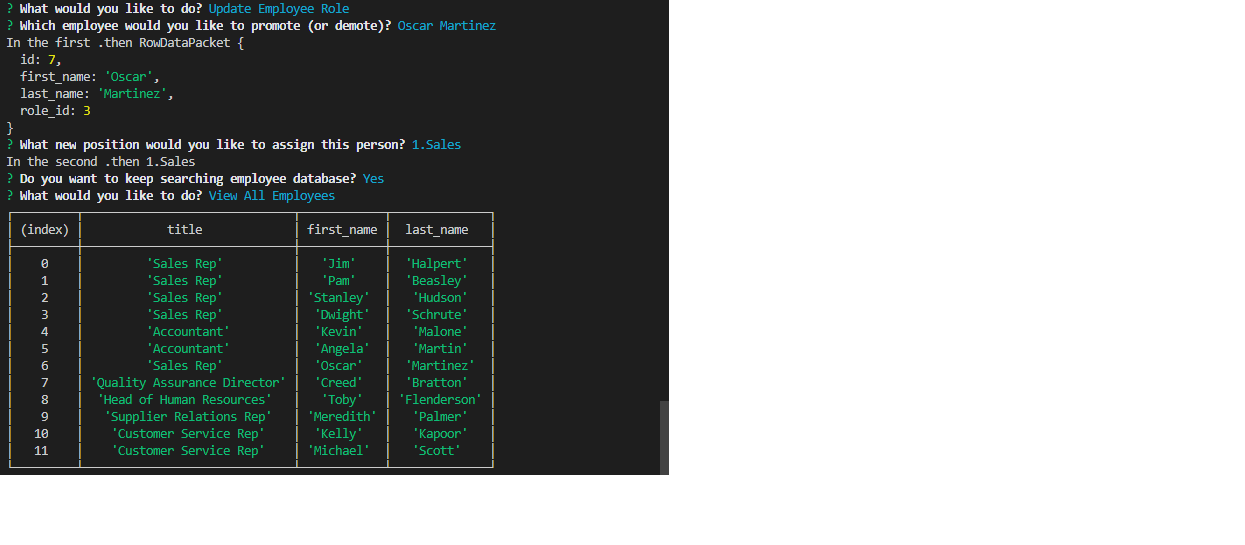 ? What would you like to do? Update Employee Role
? Which employee would you like to promote (or demote)? Oscar Martinez
In the first .then RowDataPacket {
  id: 7,
  first_name: 'Oscar',
  last_name: 'Martinez',
  role_id: 3
}
? What new position would you like to assign this person? 1.Sales
In the second .then 1.Sales
? Do you want to keep searching employee database? Yes
? What would you like to do? View All Employees
(index) title first_name last_name
0 'Sales Rep' 'Jim' 'Halpert'
1 'Sales Rep' 'Pam' 'Beasley'
2 'Sales Rep' 'Stanley' 'Hudson'
3 'Sales Rep' 'Dwight' 'Schrute'
4 'Accountant' 'Kevin' 'Malone'
5 'Accountant' 'Angela' 'Martin'
6 'Sales Rep' 'Oscar' 'Martinez'
7 'Quality Assurance Director' 'Creed' 'Bratton'
8 'Head of Human Resources' 'Toby' 'Flenderson'
9 'Supplier Relations Rep' 'Meredith' 'Palmer'
10 'Customer Service Rep' 'Kelly' 'Kapoor'
11 'Customer Service Rep' 'Michael' 'Scott'